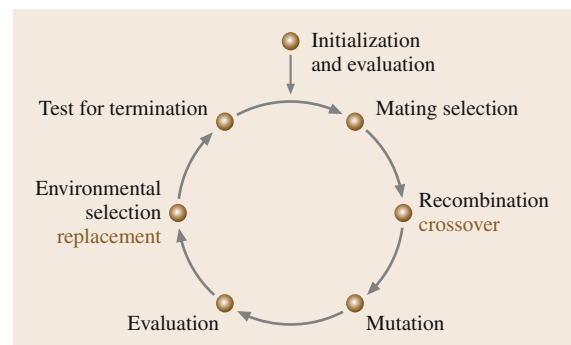 Initialization
and evaluation
Test for termination
Mating selection
Environmental
selection
replacement
Recombination
crossover
Evaluation
Mutation